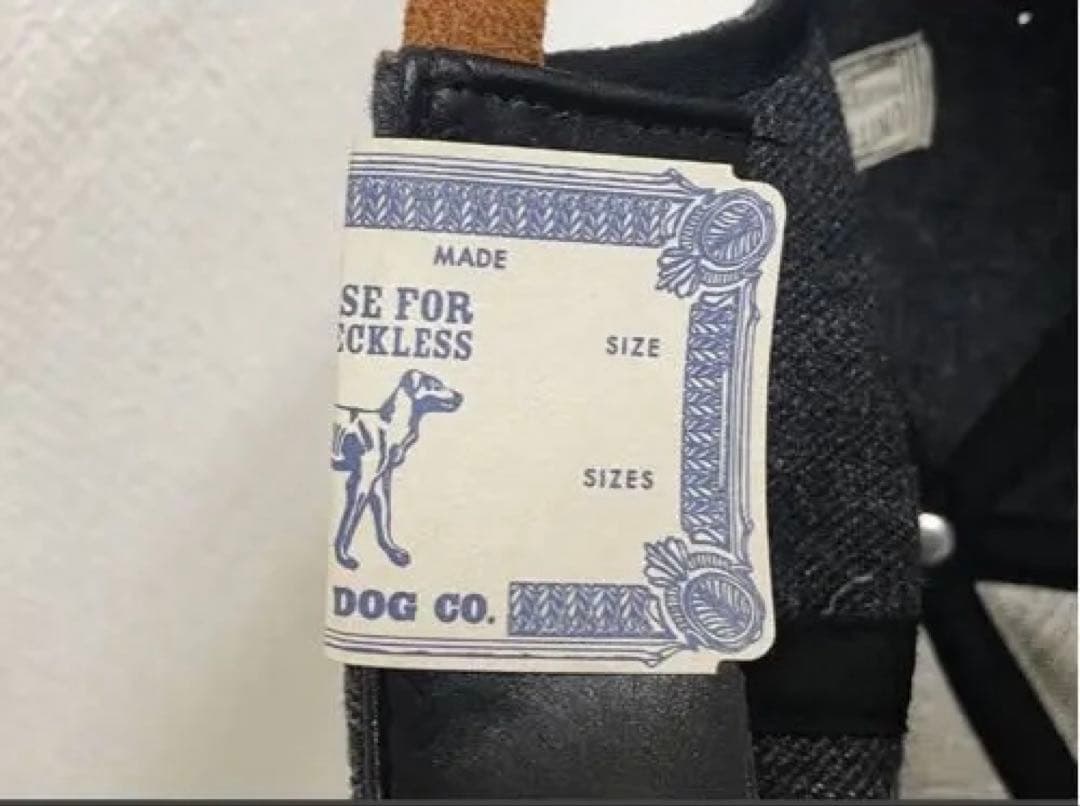 MADE
SE FOR
ECKLESS
SIZE
SIZES
DOG CO.